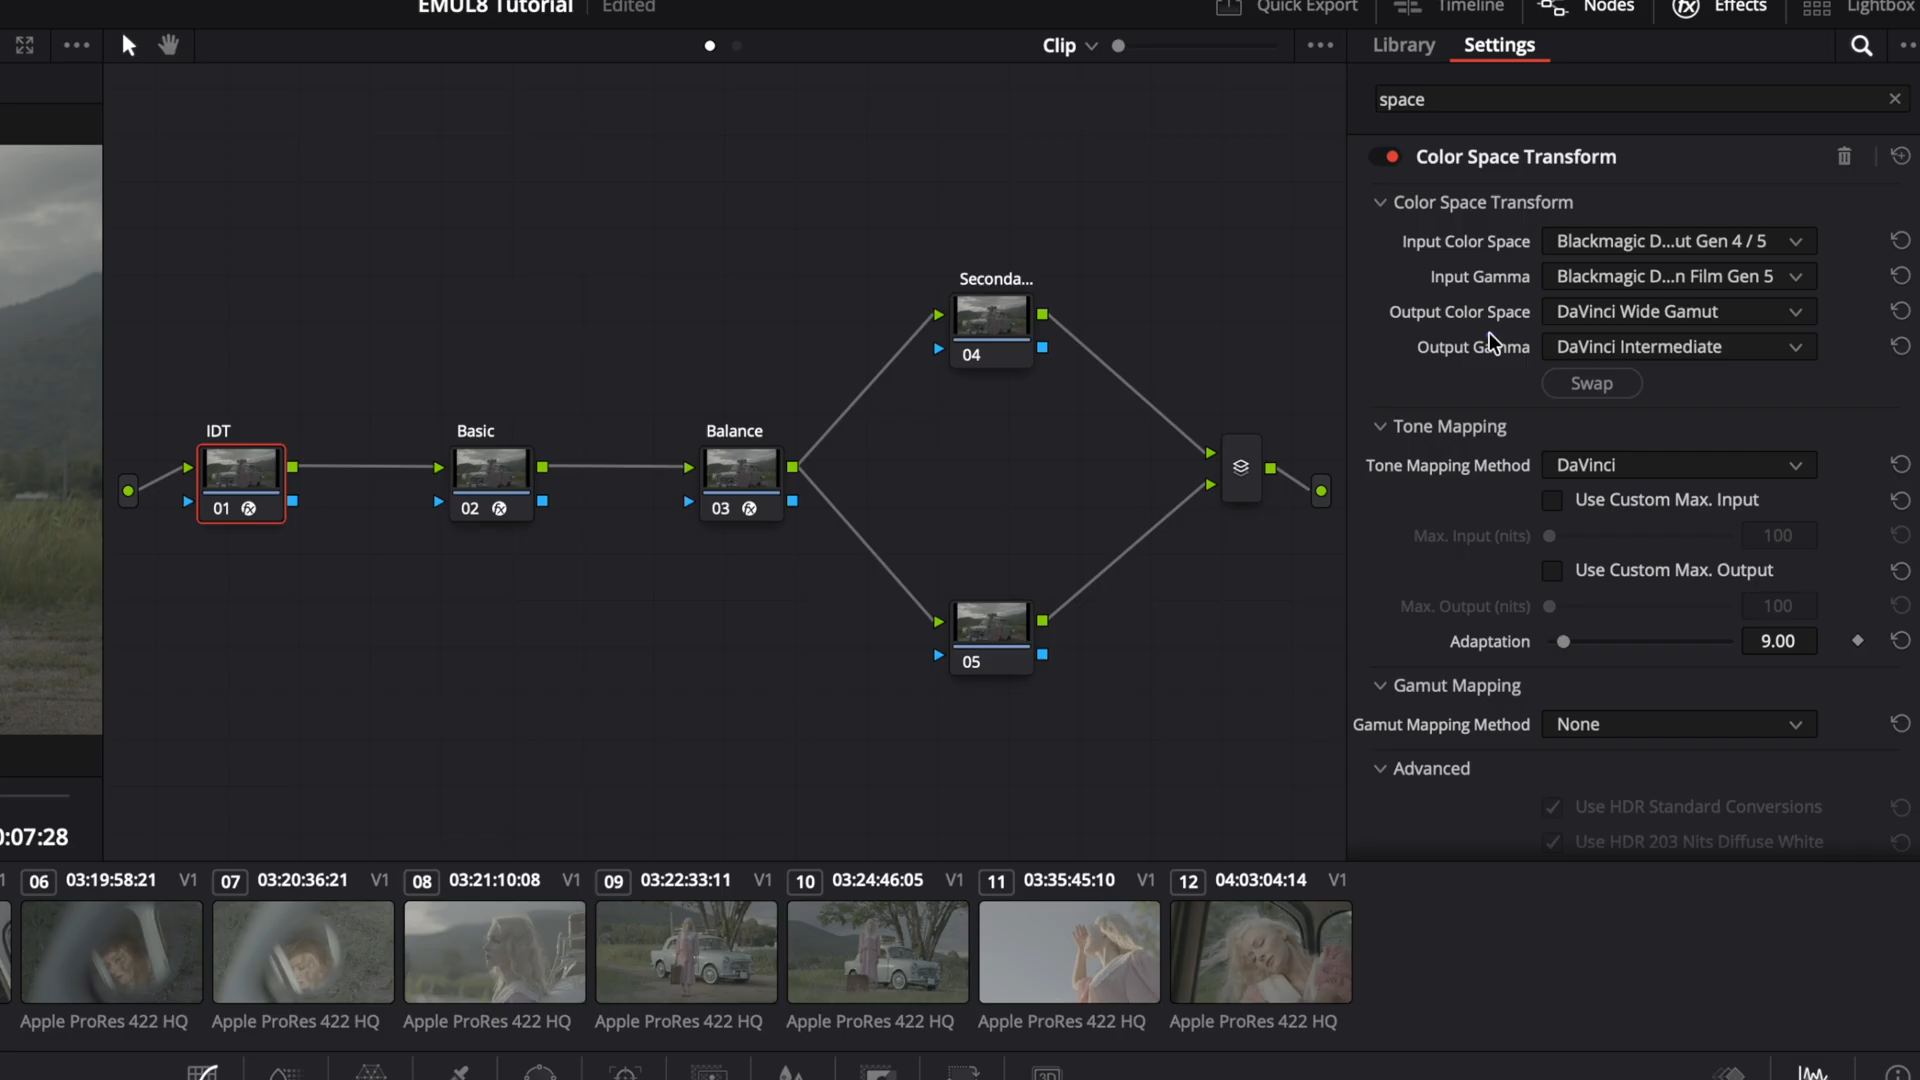 EMUL8 Tutorial
Edited
Quick Export
Timeline
Nodes
Effects
Lightbox
Clip
Library
Settings
space
Color Space Transform
Color Space Transform
Input Color Space
Blackmagic D...ut Gen 4 / 5
Input Gamma
Blackmagic D...n Film Gen 5
Output Color Space
DaVinci Wide Gamut
Output Gamma
DaVinci Intermediate
Swap
Tone Mapping
Tone Mapping Method
DaVinci
Use Custom Max. Input
Max. Input (nits)
100
Use Custom Max. Output
Max. Output (nits)
100
Adaptation
9.00
Gamut Mapping
Gamut Mapping Method
None
Advanced
Use HDR Standard Conversions
Use HDR 203 Nits Diffuse White
Seconda...
04
IDT
01
Basic
02
Balance
03
05
0:07:28
06 03:19:58:21 V1
07 03:20:36:21 V1
08 03:21:10:08 V1
09 03:22:33:11 V1
10 03:24:46:05 V1
11 03:35:45:10 V1
12 04:03:04:14 V1
Apple ProRes 422 HQ
Apple ProRes 422 HQ
Apple ProRes 422 HQ
Apple ProRes 422 HQ
Apple ProRes 422 HQ
Apple ProRes 422 HQ
Apple ProRes 422 HQ
3D